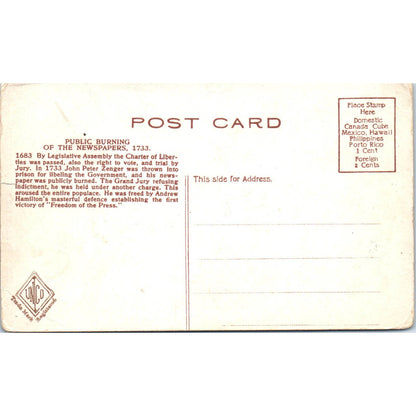 POST CARD
Place Stamp
Here
Domestic
Canada Cuba
Mexico, Hawaii
Philippines
Porto Rico
1 Cent
Foreign
2 Cents
PUBLIC BURNING
OF THE NEWSPAPERS, 1733.
1683 By Legislative Assembly the Charter of Liber-
ties was passed, also the right to vote, and trial by
Jury. In 1733 John Peter Zenger was thrown into
prison for libeling the Government, and his news-
paper was publicly burned. The Grand Jury refusing
indictment, he was held under another charge. This
aroused the entire populace. He was freed by Andrew
Hamilton's masterful defence establishing the first
victory of "Freedom of the Press."
This side for Address.
UNCO
Trade Mark
Registered